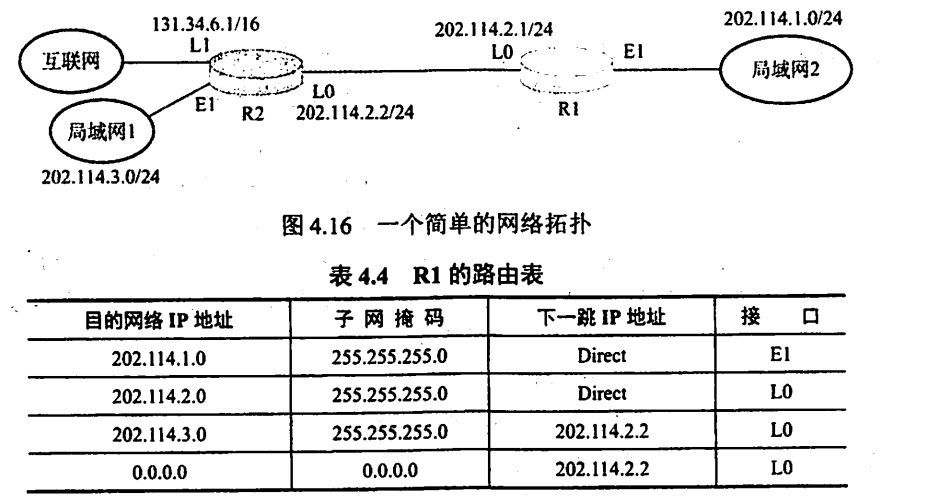 131.34.6.1/16
202.114.2.1/24
202.114.1.0/24
互联网
L1
L0
E1
局域网2
E1
R2
L0
202.114.2.2/24
R1
局域网1
202.114.3.0/24
图 4.16 一个简单的网络拓扑
表 4.4 R1 的路由表
目的网络 IP 地址 子网掩码 下一跳 IP 地址 接口
202.114.1.0 255.255.255.0 Direct E1
202.114.2.0 255.255.255.0 Direct L0
202.114.3.0 255.255.255.0 202.114.2.2 L0
0.0.0.0 0.0.0.0 202.114.2.2 L0